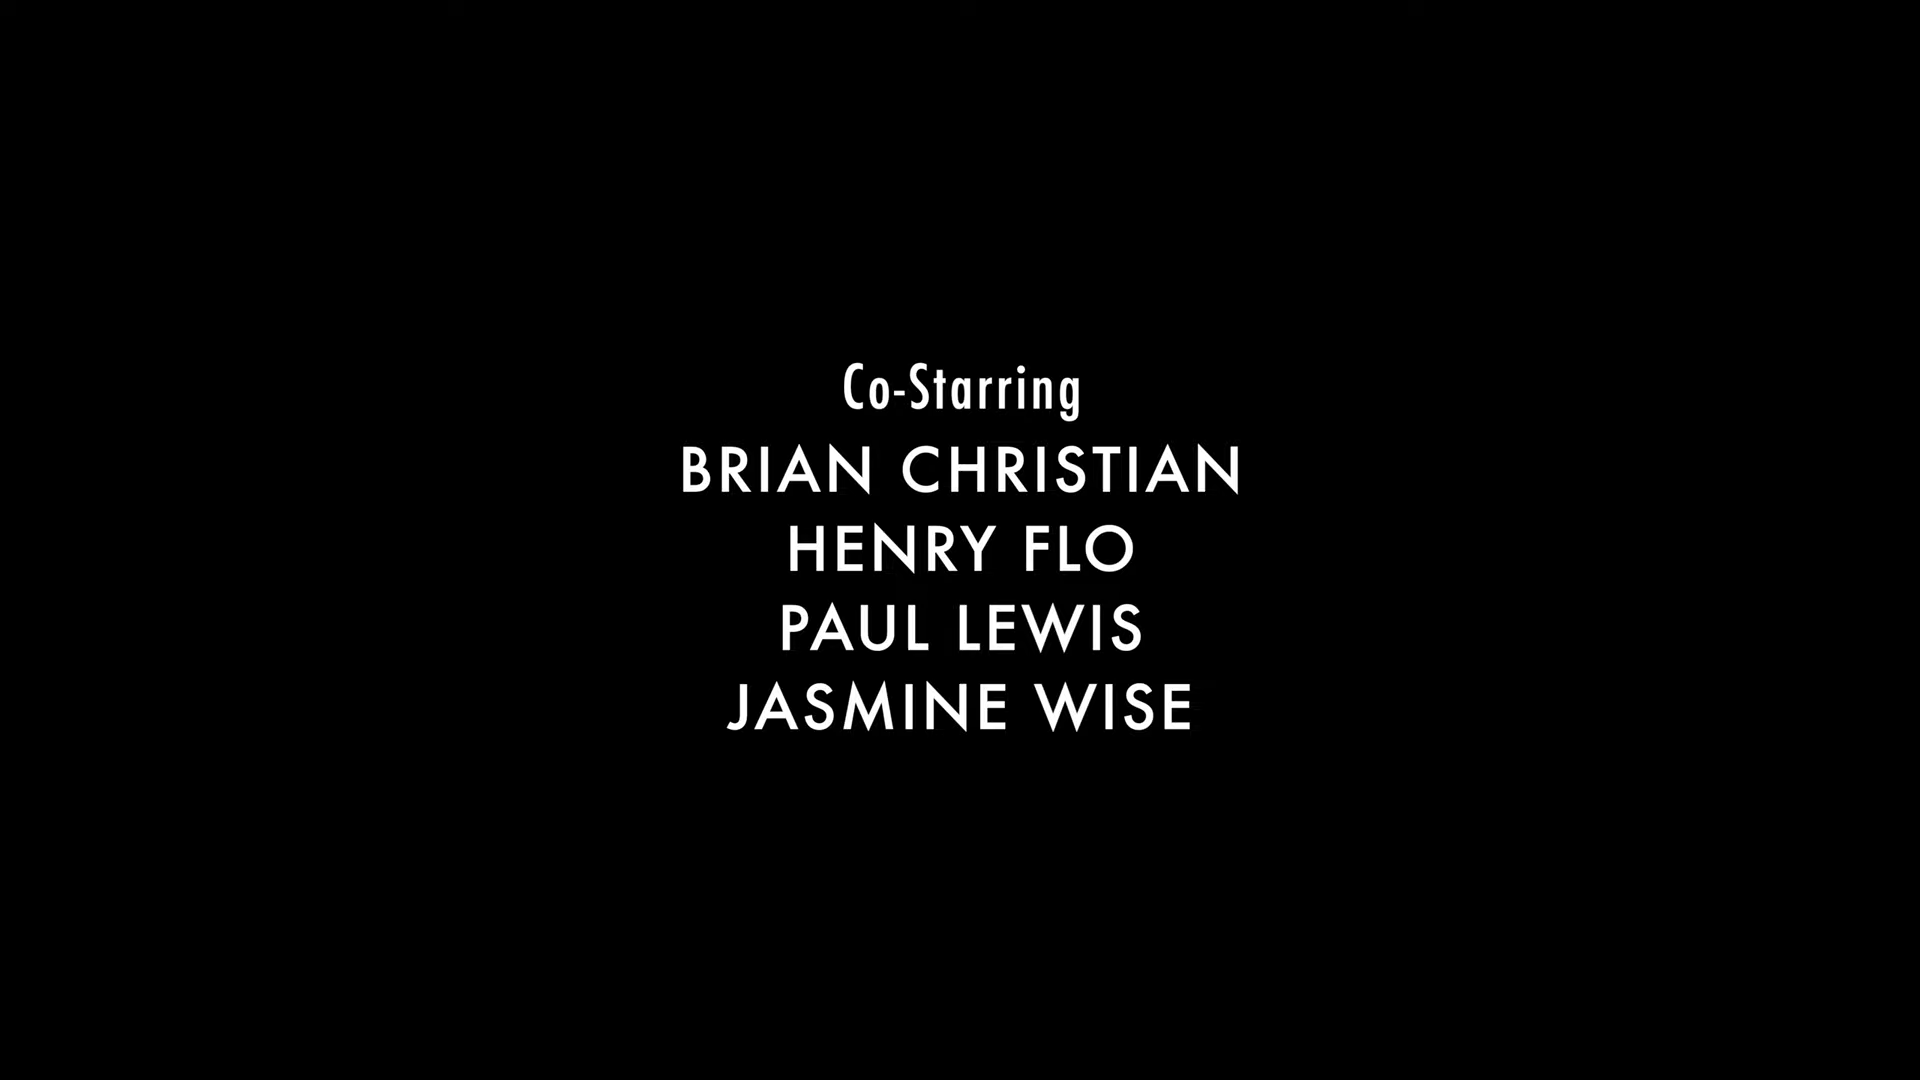 Co-Starring
BRIAN CHRISTIAN
HENRY FLO
PAUL LEWIS
JASMINE WISE